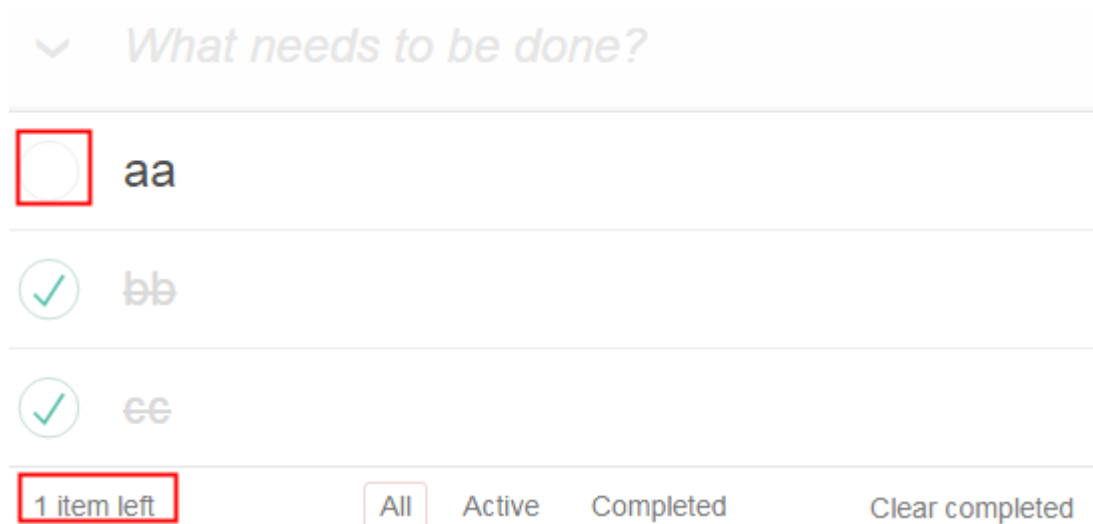 What needs to be done?
aa
bb
cc
1 item left All Active Completed Clear completed